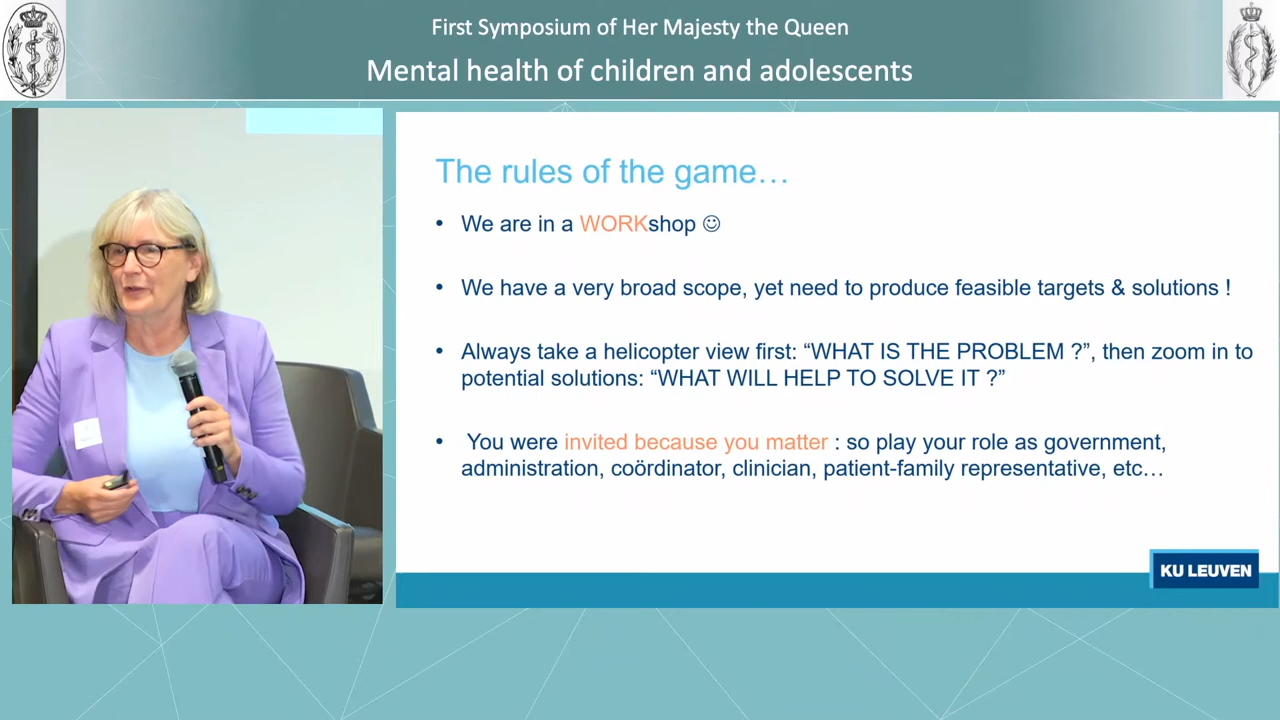 First Symposium of Her Majesty the Queen
Mental health of children and adolescents
The rules of the game…
• We are in a WORKshop ☺
• We have a very broad scope, yet need to produce feasible targets & solutions !
• Always take a helicopter view first: “WHAT IS THE PROBLEM ?”, then zoom in to
potential solutions: “WHAT WILL HELP TO SOLVE IT ?”
• You were invited because you matter : so play your role as government,
administration, coördinator, clinician, patient-family representative, etc…
KU LEUVEN